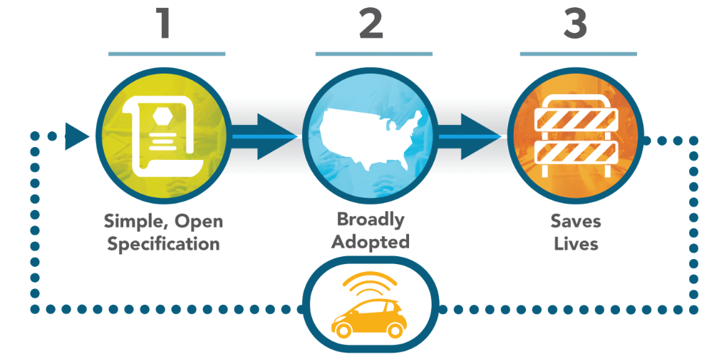 1
2
3
Simple, Open
Specification
Broadly
Adopted
Saves
Lives